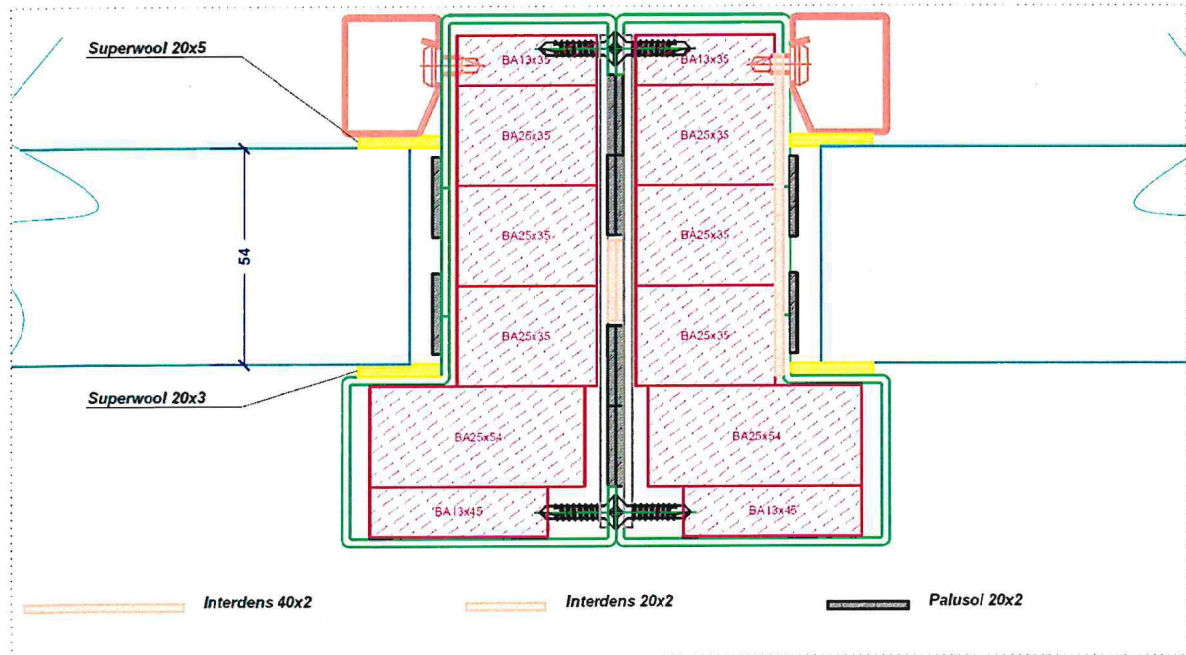 Superwool 20x5
BA13x35
BA13x35
BA25x35
BA25x35
54
BA25x35
BA25x35
BA25x35
BA25x35
Superwool 20x3
BA25x54
BA25x54
BA13x45
BA13x45
Interdens 40x2
Interdens 20x2
Palusol 20x2